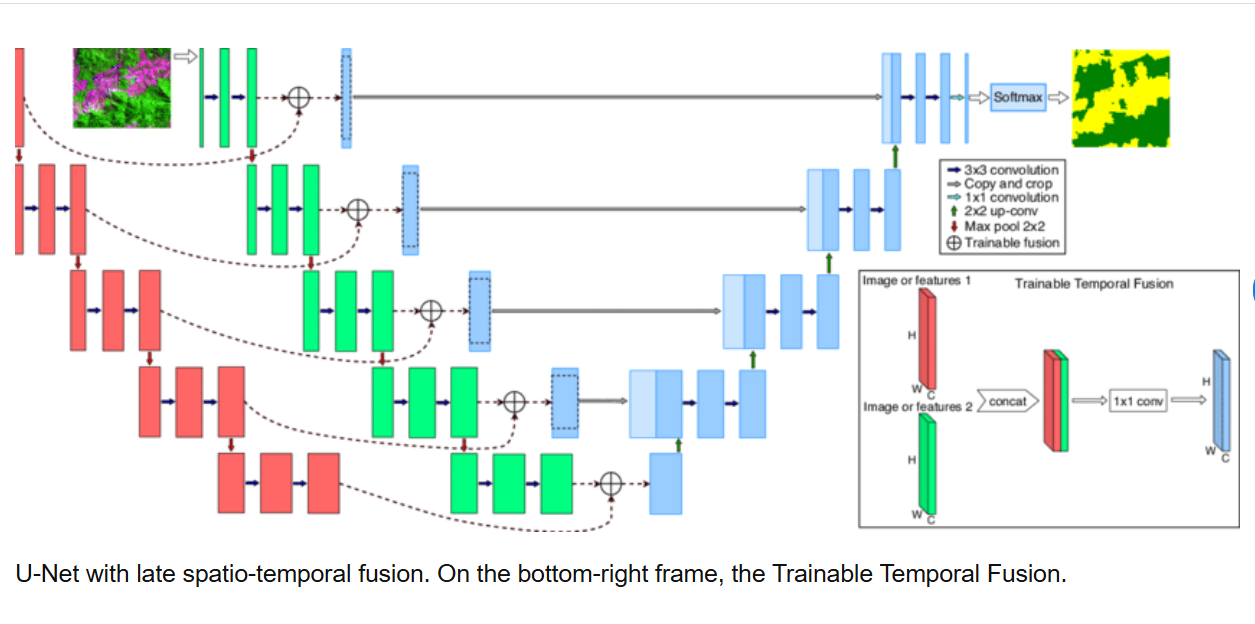 Softmax
3x3 convolution
Copy and crop
1x1 convolution
2x2 up-conv
Max pool 2x2
Trainable fusion
Image or features 1
Trainable Temporal Fusion
H
W
C
Image or features 2
concat
1x1 conv
H
W
C
H
W
C
U-Net with late spatio-temporal fusion. On the bottom-right frame, the Trainable Temporal Fusion.